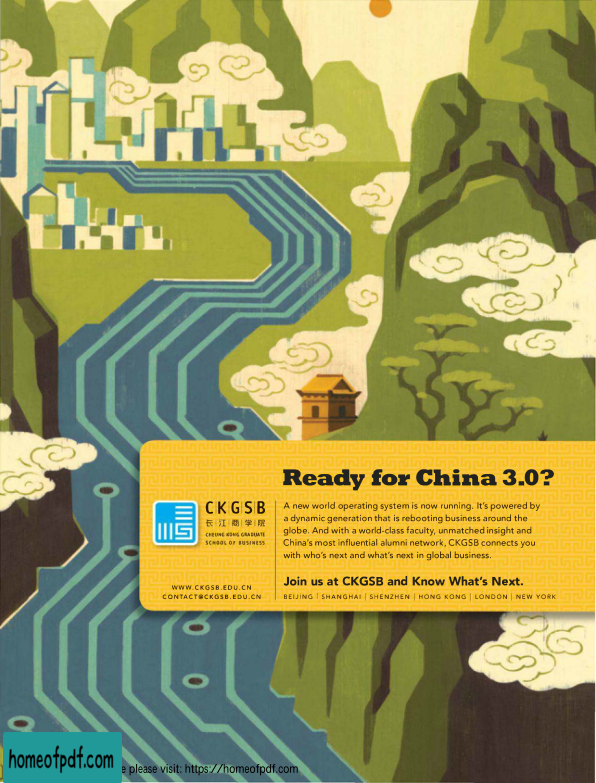 Ready for China 3.0?
CKGSB
长江商学院
CHEUNG KONG GRADUATE
SCHOOL OF BUSINESS
WWW.CKGSB.EDU.CN
CONTACT@CKGSB.EDU.CN
A new world operating system is now running. It's powered by
a dynamic generation that is rebooting business around the
globe. And with a world-class faculty, unmatched insight and
China's most influential alumni network, CKGSB connects you
with who's next and what's next in global business.
Join us at CKGSB and Know What's Next.
BEIJING | SHANGHAI | SHENZHEN | HONG KONG | LONDON | NEW YORK
homeofpdf.com
please visit: https://homeofpdf.com